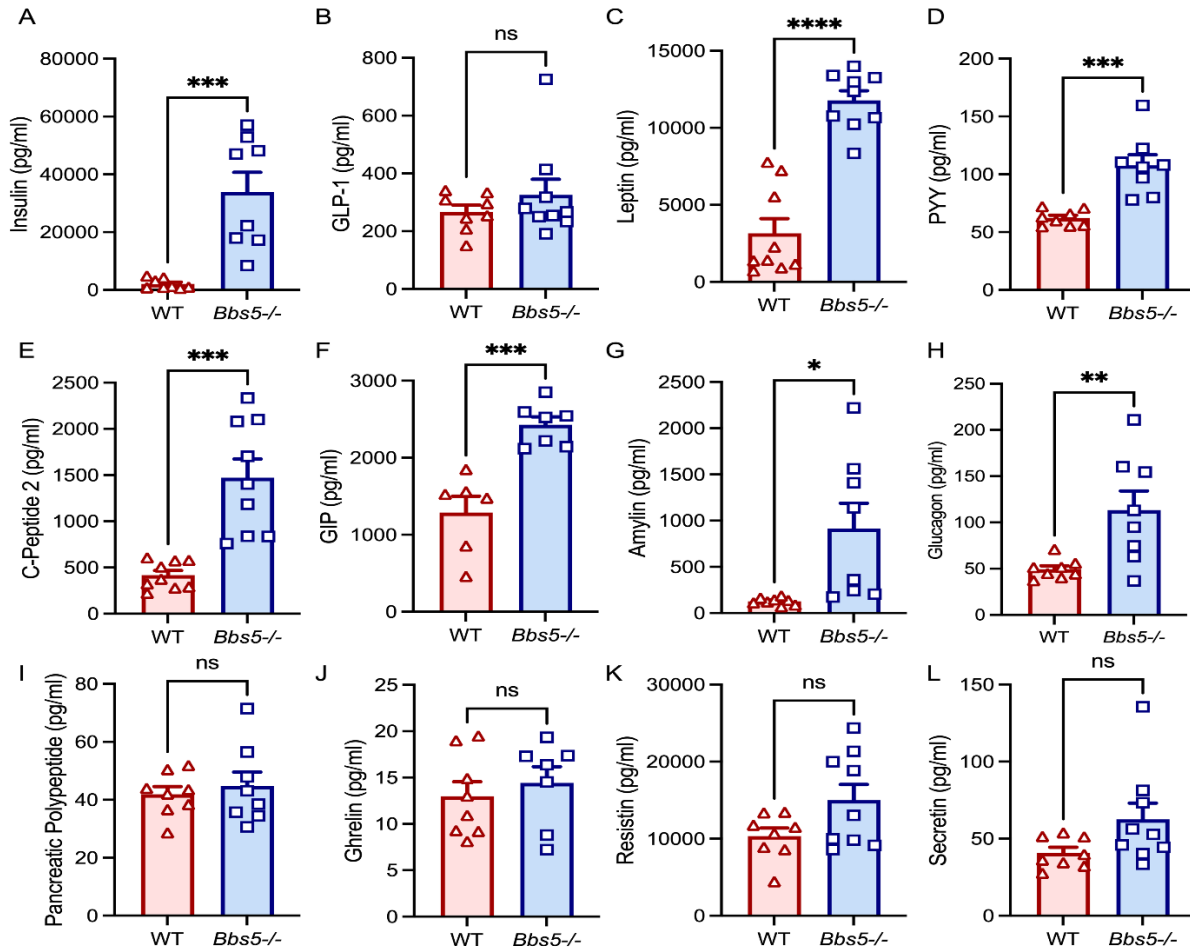 A
B
C
D
***
ns
****
***
Insulin (pg/ml)
80000
60000
40000
20000
0
WT
Bbs5-/-
GLP-1 (pg/ml)
800
600
400
200
0
WT
Bbs5-/-
Leptin (pg/ml)
15000
10000
5000
0
WT
Bbs5-/-
PYY (pg/ml)
200
150
100
50
0
WT
Bbs5-/-
E
F
G
H
***
***
*
**
C-Peptide 2 (pg/ml)
2500
2000
1500
1000
500
0
WT
Bbs5-/-
GIP (pg/ml)
3000
2000
1000
0
WT
Bbs5-/-
Amylin (pg/ml)
2500
2000
1500
1000
500
0
WT
Bbs5-/-
Glucagon (pg/ml)
250
200
150
100
50
0
WT
Bbs5-/-
I
J
K
L
ns
ns
ns
ns
Pancreatic Polypeptide (pg/ml)
80
60
40
20
0
WT
Bbs5-/-
Ghrelin (pg/ml)
25
20
15
10
5
0
WT
Bbs5-/-
Resistin (pg/ml)
30000
20000
10000
0
WT
Bbs5-/-
Secretin (pg/ml)
150
100
50
0
WT
Bbs5-/-